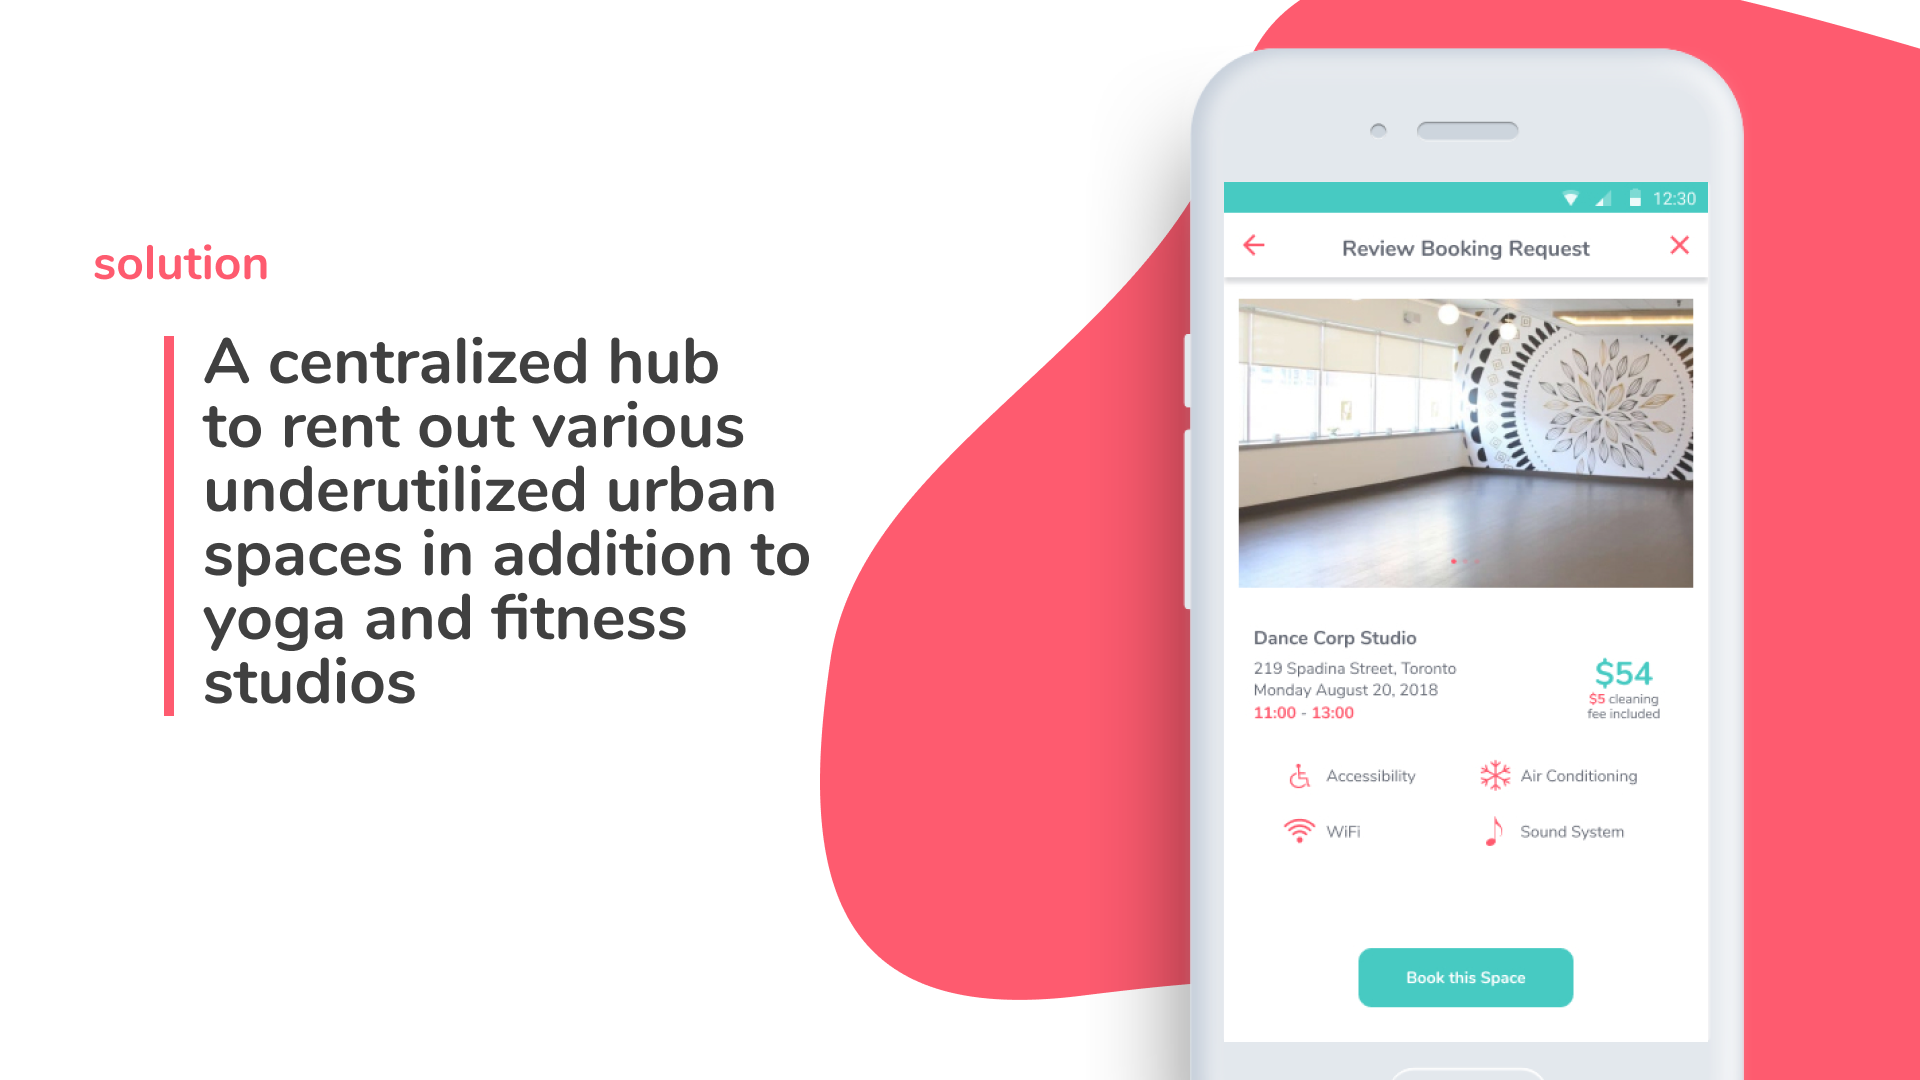 solution
A centralized hub
to rent out various
underutilized urban
spaces in addition to
yoga and fitness
studios
12:30
Review Booking Request
Dance Corp Studio
219 Spadina Street, Toronto
Monday August 20, 2018
11:00 - 13:00
$54
$5 cleaning
fee included
Accessibility
Air Conditioning
WiFi
Sound System
Book this Space